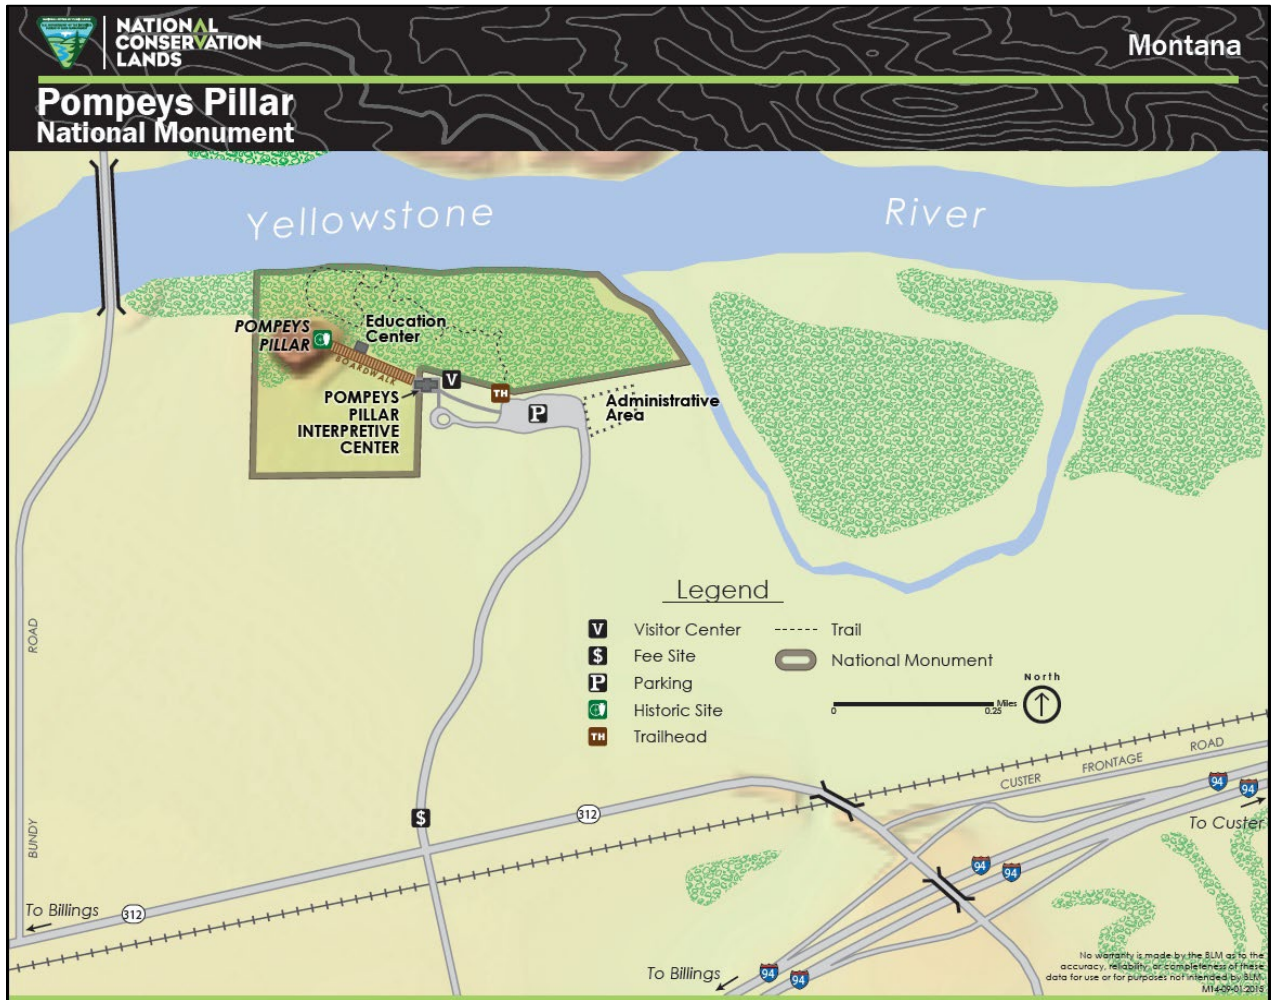 NATIONAL
CONSERVATION
LANDS
Montana
Pompeys Pillar
National Monument
Yellowstone
River
POMPEYS
PILLAR
Education
Center
BOARDWALK
V
TH
P
POMPEYS
PILLAR
INTERPRETIVE
CENTER
Administrative
Area
Legend
V Visitor Center
$ Fee Site
P Parking
Historic Site
TH Trailhead
Trail
National Monument
North
0 0.25 Miles
ROAD
BUNDY
$
312
312
To Billings
CUSTER FRONTAGE ROAD
94
94
To Custer
94
94
To Billings
94
94
No warranty is made by the BLM as to the
accuracy, reliability, or completeness of these
data for use or for purposes not intended by BLM.
M14-09-01:2015